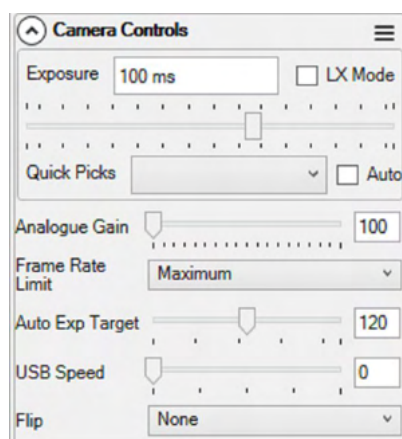 Camera Controls
Exposure 100 ms LX Mode
Quick Picks Auto
Analogue Gain 100
Frame Rate
Limit Maximum
Auto Exp Target 120
USB Speed 0
Flip None